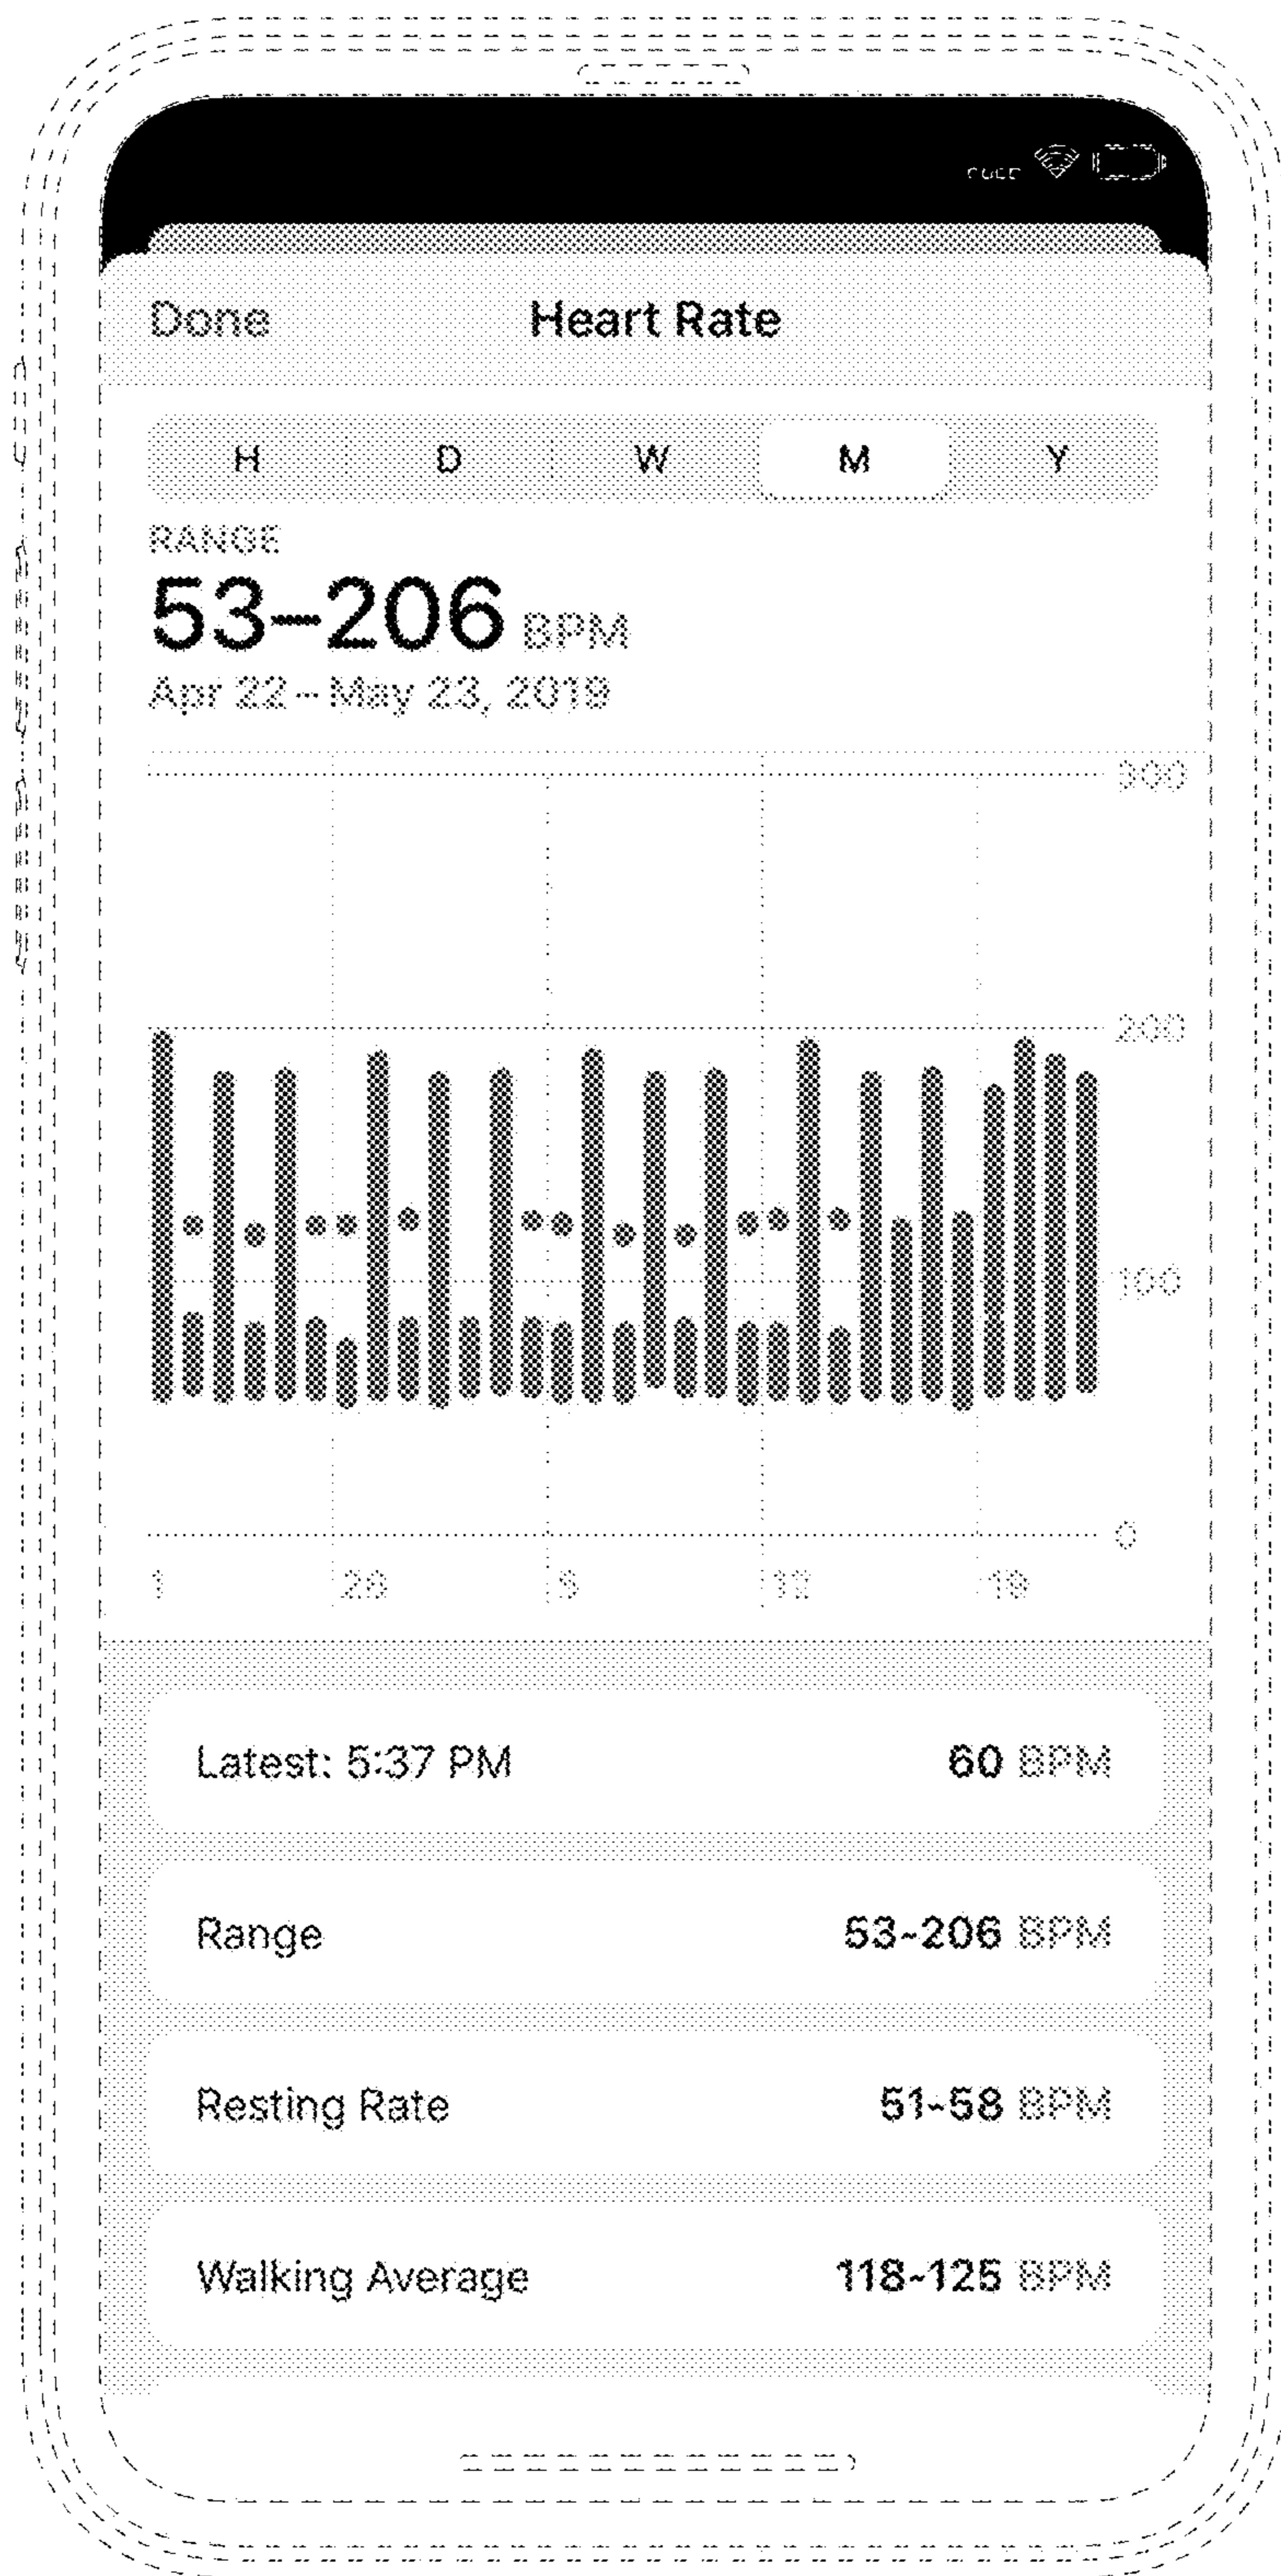 Done Heart Rate
H D W M Y
RANGE
53–206 BPM
Apr 22 – May 23, 2019
300
200
100
0
1 5 12 19
Latest: 5:37 PM 60 BPM
Range 53-206 BPM
Resting Rate 51-58 BPM
Walking Average 118-125 BPM